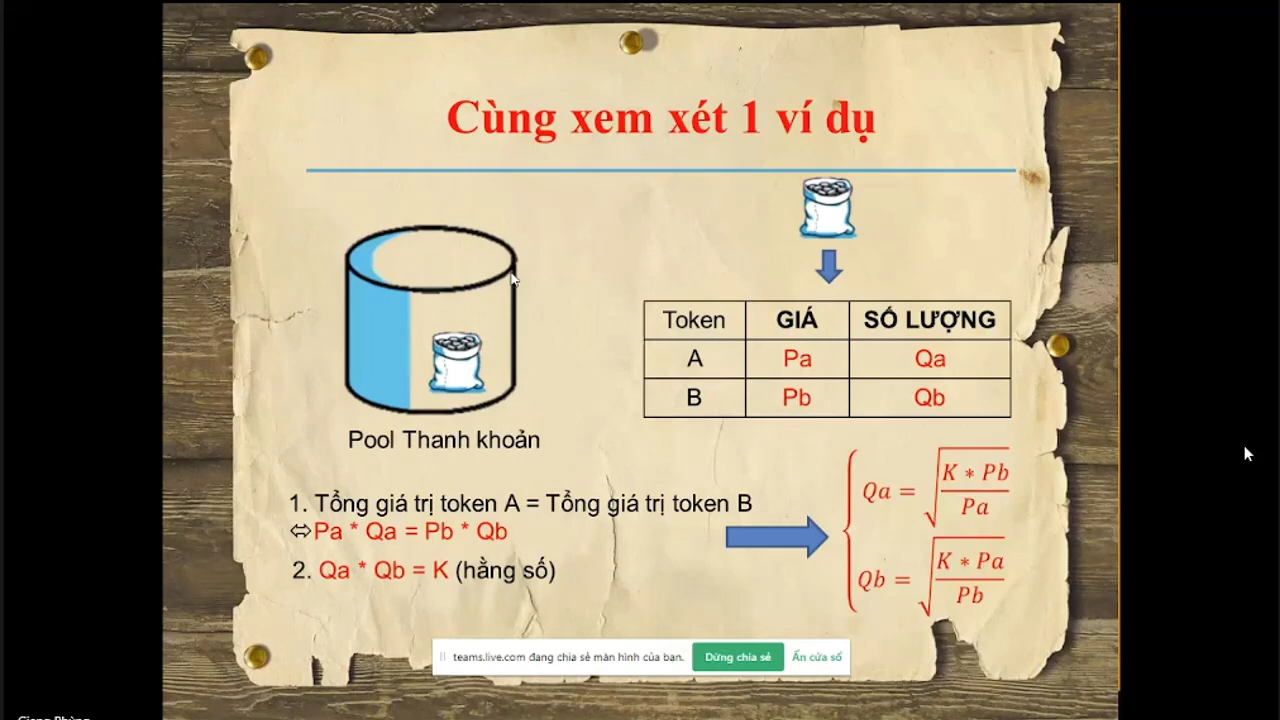 Cùng xem xét 1 ví dụ
Token GIÁ SỐ LƯỢNG
A Pa Qa
B Pb Qb
Pool Thanh khoản
1. Tổng giá trị token A = Tổng giá trị token B
⇔Pa * Qa = Pb * Qb
2. Qa * Qb = K (hằng số)
Qa = √(K * Pb / Pa)
Qb = √(K * Pa / Pb)
teams.live.com đang chia sẻ màn hình của bạn. Dừng chia sẻ Ẩn cửa sổ